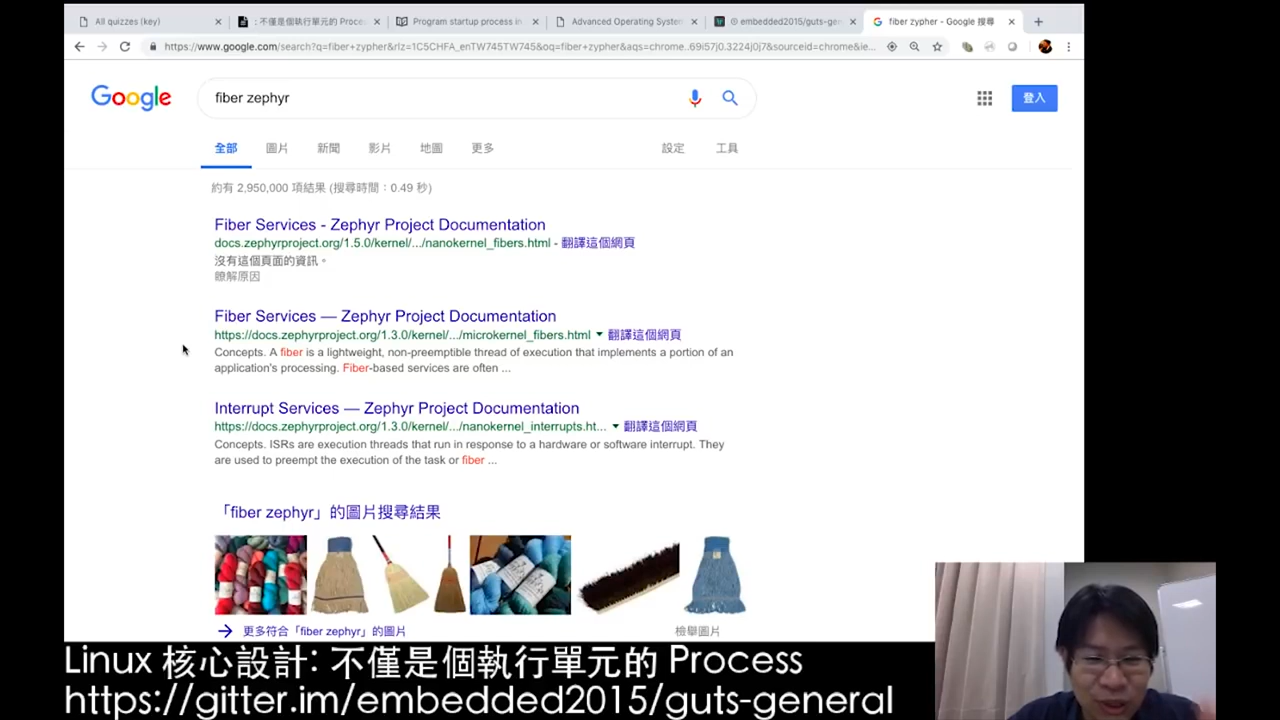 All quizzes (key)
: 不僅是個執行單元的 Proce
Program startup process in
Advanced Operating System
embedded2015/guts-gen
fiber zypher - Google 搜尋
https://www.google.com/search?q=fiber+zypher&rlz=1C5CHFA_enTW745TW745&oq=fiber+zypher&aqs=chrome..69i57j0.3224j0j7&sourceid=chrome&ie...
Google
fiber zephyr
登入
全部 圖片 新聞 影片 地圖 更多 設定 工具
約有 2,950,000 項結果 (搜尋時間：0.49 秒)
Fiber Services - Zephyr Project Documentation
docs.zephyrproject.org/1.5.0/kernel/.../nanokernel_fibers.html - 翻譯這個網頁
沒有這個頁面的資訊。
瞭解原因
Fiber Services — Zephyr Project Documentation
https://docs.zephyrproject.org/1.3.0/kernel/.../microkernel_fibers.html 翻譯這個網頁
Concepts. A fiber is a lightweight, non-preemptible thread of execution that implements a portion of an
application's processing. Fiber-based services are often ...
Interrupt Services — Zephyr Project Documentation
https://docs.zephyrproject.org/1.3.0/kernel/.../nanokernel_interrupts.ht... 翻譯這個網頁
Concepts. ISRs are execution threads that run in response to a hardware or software interrupt. They
are used to preempt the execution of the task or fiber ...
「fiber zephyr」的圖片搜尋結果
更多符合「fiber zephyr」的圖片 檢舉圖片
Linux 核心設計: 不僅是個執行單元的 Process
https://gitter.im/embedded2015/guts-general